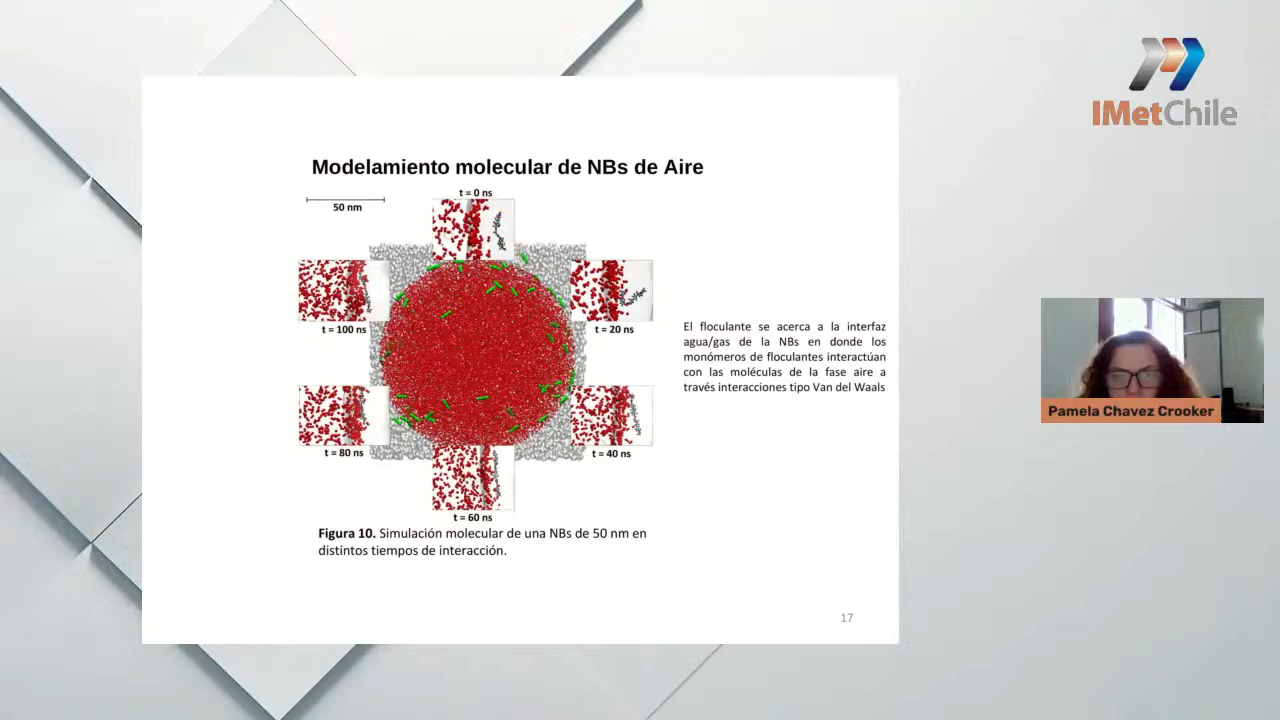 IMetChile
Modelamiento molecular de NBs de Aire
t = 0 ns
50 nm
t = 100 ns
t = 20 ns
El floculante se acerca a la interfaz
agua/gas de la NBs en donde los
monómeros de floculantes interactúan
con las moléculas de la fase aire a
través interacciones tipo Van del Waals
Pamela Chavez Crooker
t = 80 ns
t = 40 ns
t = 60 ns
Figura 10. Simulación molecular de una NBs de 50 nm en
distintos tiempos de interacción.
17